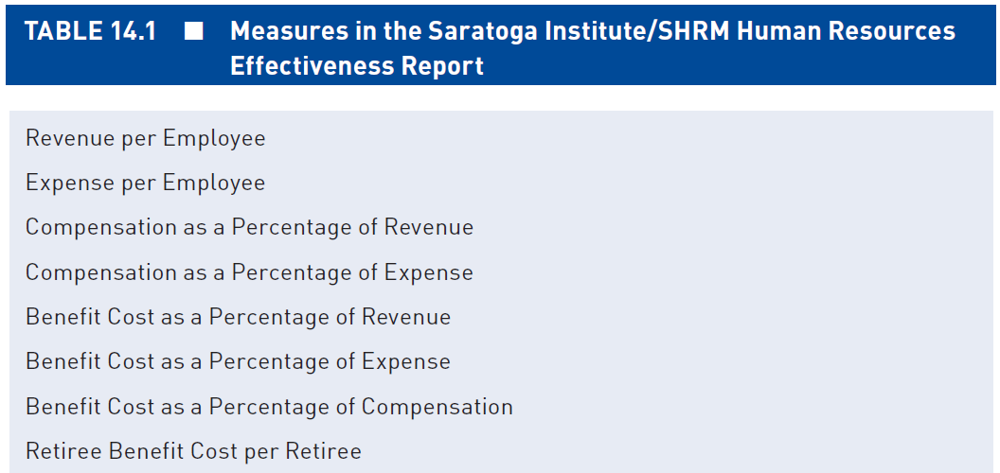 TABLE 14.1 ■ Measures in the Saratoga Institute/SHRM Human Resources
Effectiveness Report
Revenue per Employee
Expense per Employee
Compensation as a Percentage of Revenue
Compensation as a Percentage of Expense
Benefit Cost as a Percentage of Revenue
Benefit Cost as a Percentage of Expense
Benefit Cost as a Percentage of Compensation
Retiree Benefit Cost per Retiree